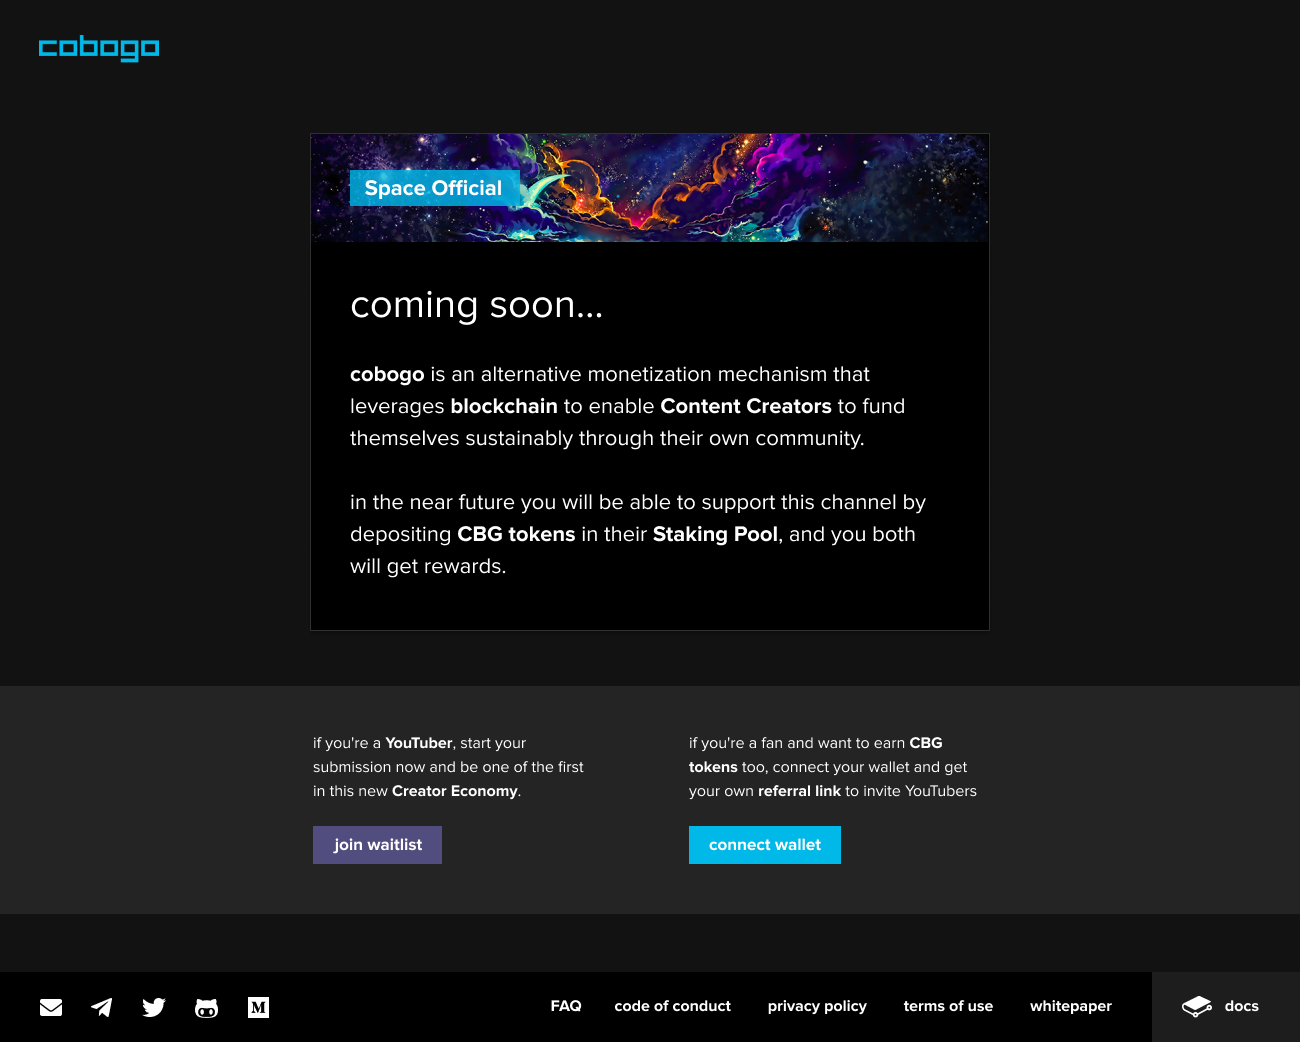 cobogo
Space Official
coming soon...
cobogo is an alternative monetization mechanism that
leverages blockchain to enable Content Creators to fund
themselves sustainably through their own community.
in the near future you will be able to support this channel by
depositing CBG tokens in their Staking Pool, and you both
will get rewards.
if you're a YouTuber, start your
submission now and be one of the first
in this new Creator Economy.
join waitlist
if you're a fan and want to earn CBG
tokens too, connect your wallet and get
your own referral link to invite YouTubers
connect wallet
M
FAQ code of conduct privacy policy terms of use whitepaper docs